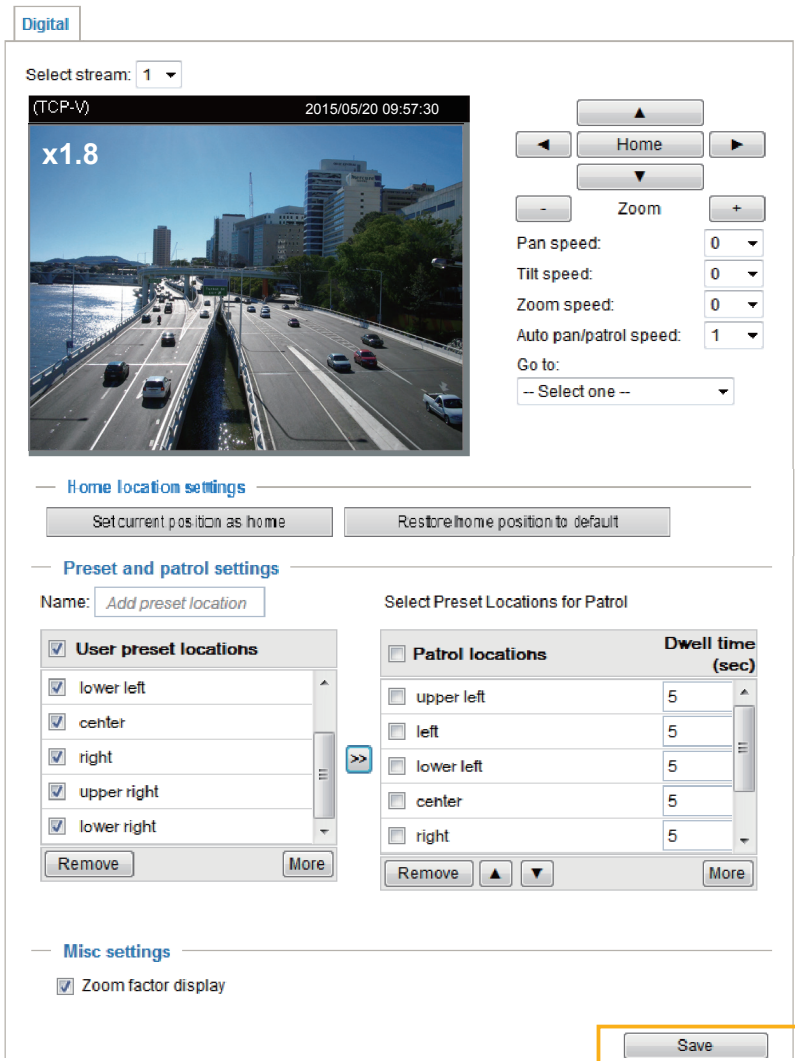 Digital
Select stream: 1
(TCP-V) 2015/05/20 09:57:30
x1.8
Home
- Zoom +
Pan speed: 0
Tilt speed: 0
Zoom speed: 0
Auto pan/patrol speed: 1
Go to:
-- Select one --
Home location settings
Set current position as home Restore home position to default
Preset and patrol settings
Name: Add preset location
Select Preset Locations for Patrol
User preset locations
lower left
center
right
upper right
lower right
Remove More
>>
Patrol locations Dwell time
(sec)
upper left 5
left 5
lower left 5
center 5
right 5
Remove More
Misc settings
Zoom factor display
Save